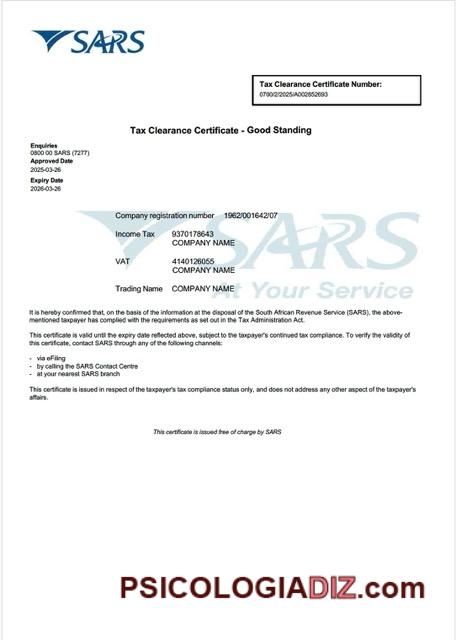 SARS
Tax Clearance Certificate Number:
0700/2/2025/A002852693
Tax Clearance Certificate - Good Standing
Enquiries
0800 00 SARS (7277)
Approved Date
2025-03-26
Expiry Date
2026-03-26
Company registration number 1962/001642/07
Income Tax 9370178643
COMPANY NAME
VAT 4140126055
COMPANY NAME
Trading Name COMPANY NAME
SARS
At Your Service
It is hereby confirmed that, on the basis of the information at the disposal of the South African Revenue Service (SARS), the above-
mentioned taxpayer has complied with the requirements as set out in the Tax Administration Act.
This certificate is valid until the expiry date reflected above, subject to the taxpayer's continued tax compliance. To verify the validity of
this certificate, contact SARS through any of the following channels:
- via eFiling
- by calling the SARS Contact Centre
- at your nearest SARS branch
This certificate is issued in respect of the taxpayer's tax compliance status only, and does not address any other aspect of the taxpayer's
affairs.
This certificate is issued free of charge by SARS
PSICOLOGIADIZ.com